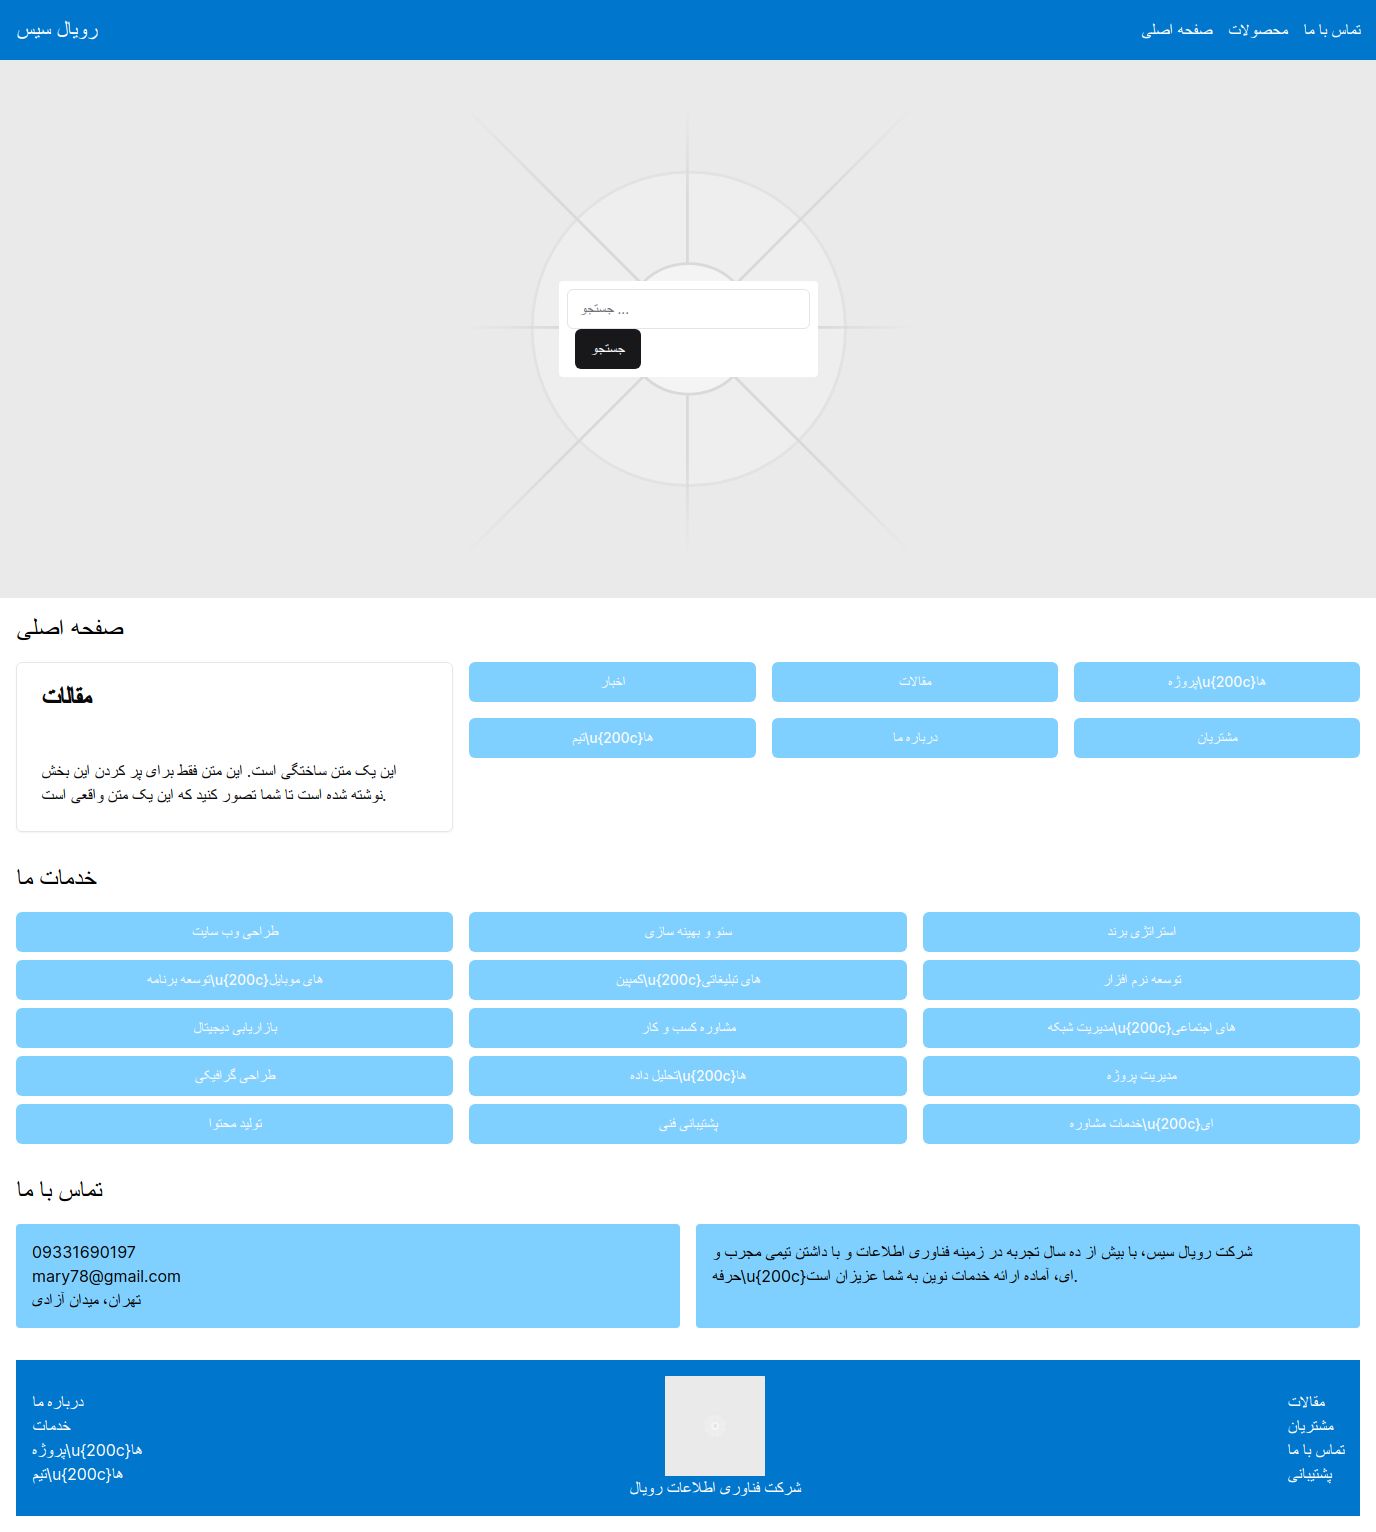 رویال سیس
صفحه اصلی
محصولات
تماس با ما
جستجو ...
جستجو
صفحه اصلی
مقالات
این یک متن ساختگی است. این متن فقط برای پر کردن این بخش
نوشته شده است تا شما تصور کنید که این یک متن واقعی است.
اخبار
مقالات
پروژه\u{200c}ها
تیم\u{200c}ها
درباره ما
مشتریان
خدمات ما
طراحی وب سایت
سئو و بهینه سازی
استراتژی برند
توسعه برنامه\u{200c}های موبایل
کمپین\u{200c}های تبلیغاتی
توسعه نرم افزار
بازاریابی دیجیتال
مشاوره کسب و کار
مدیریت شبکه\u{200c}های اجتماعی
طراحی گرافیکی
تحلیل داده\u{200c}ها
مدیریت پروژه
تولید محتوا
پشتیبانی فنی
خدمات مشاوره\u{200c}ای
تماس با ما
09331690197
mary78@gmail.com
تهران، میدان آزادی
شرکت رویال سیس، با بیش از ده سال تجربه در زمینه فناوری اطلاعات و با داشتن تیمی مجرب و
حرفه\u{200c}ای، آماده ارائه خدمات نوین به شما عزیزان است.
درباره ما
خدمات
پروژه\u{200c}ها
تیم\u{200c}ها
شرکت فناوری اطلاعات رویال
مقالات
مشتریان
تماس با ما
پشتیبانی